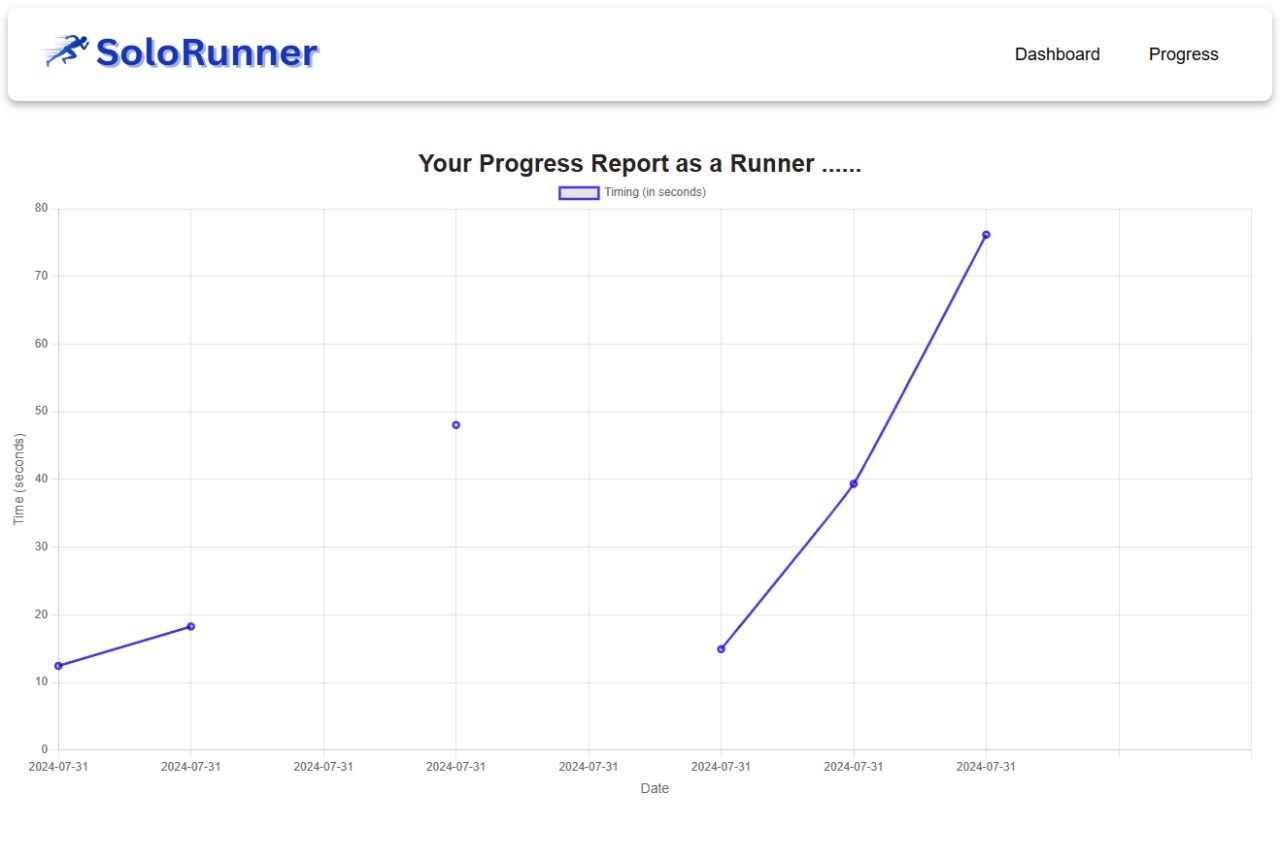 SoloRunner
Dashboard Progress
Your Progress Report as a Runner ......
Timing (in seconds)
80
70
60
50
40
30
20
10
0
Time (seconds)
2024-07-31 2024-07-31 2024-07-31 2024-07-31 2024-07-31 2024-07-31 2024-07-31 2024-07-31
Date